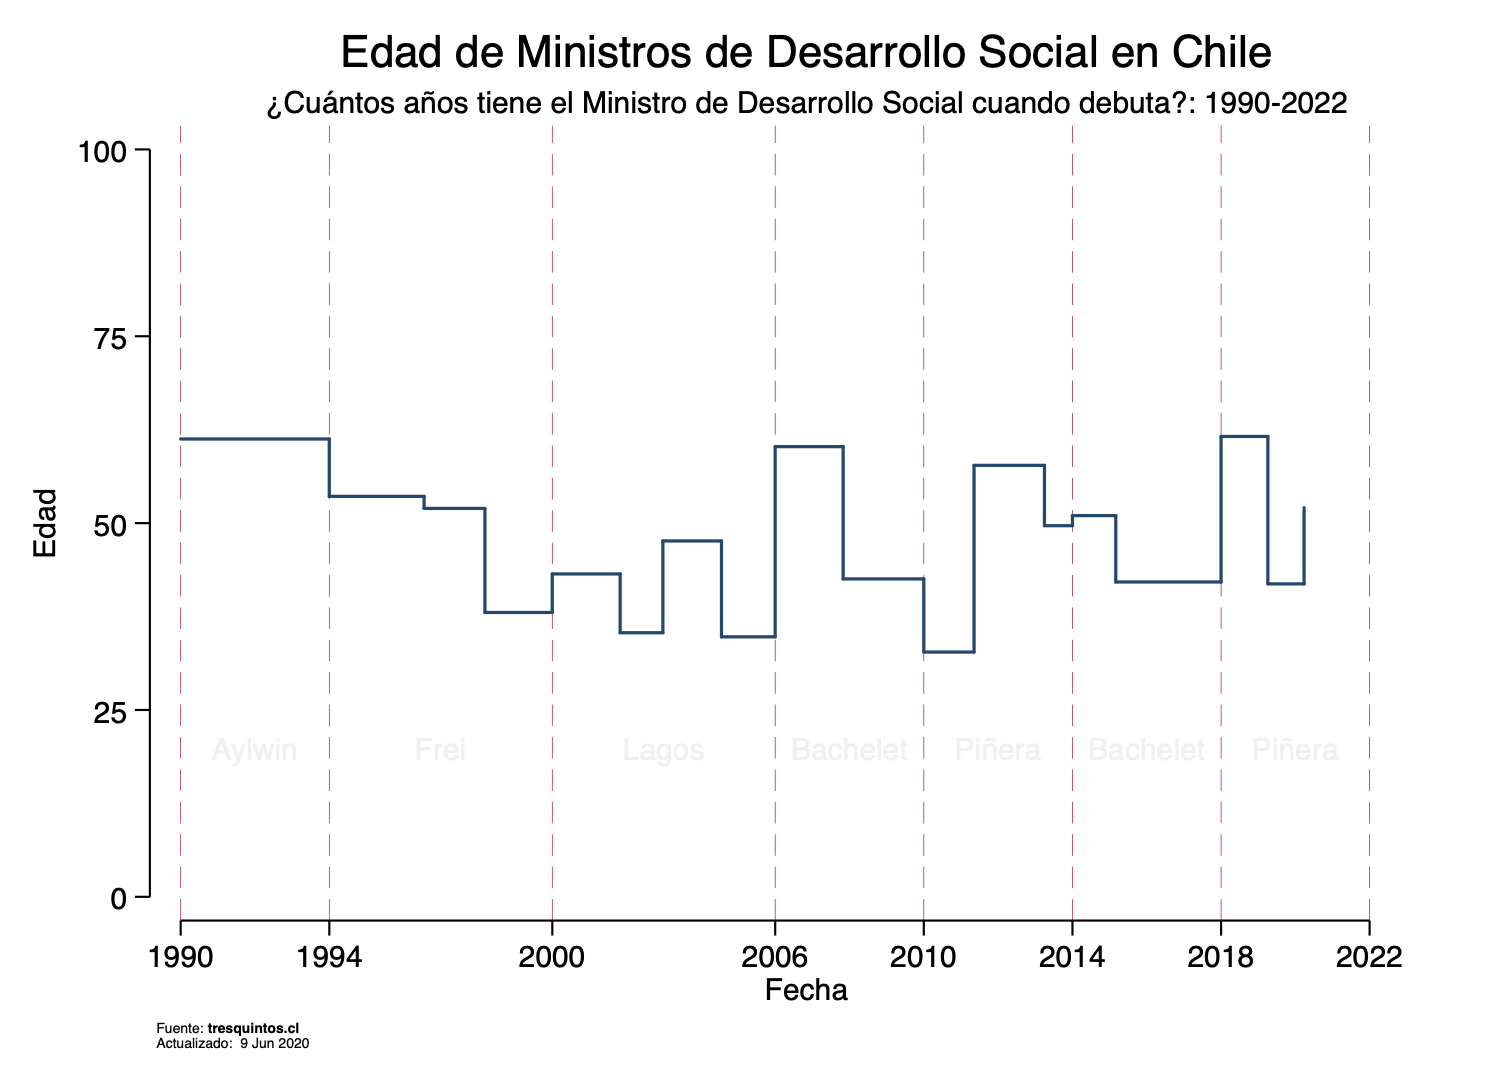 Edad de Ministros de Desarrollo Social en Chile
¿Cuántos años tiene el Ministro de Desarrollo Social cuando debuta?: 1990-2022
100
75
50
25
0
Edad
Aylwin Frei Lagos Bachelet Piñera Bachelet Piñera
1990 1994 2000 2006 2010 2014 2018 2022
Fecha
Fuente: tresquintos.cl
Actualizado: 9 Jun 2020